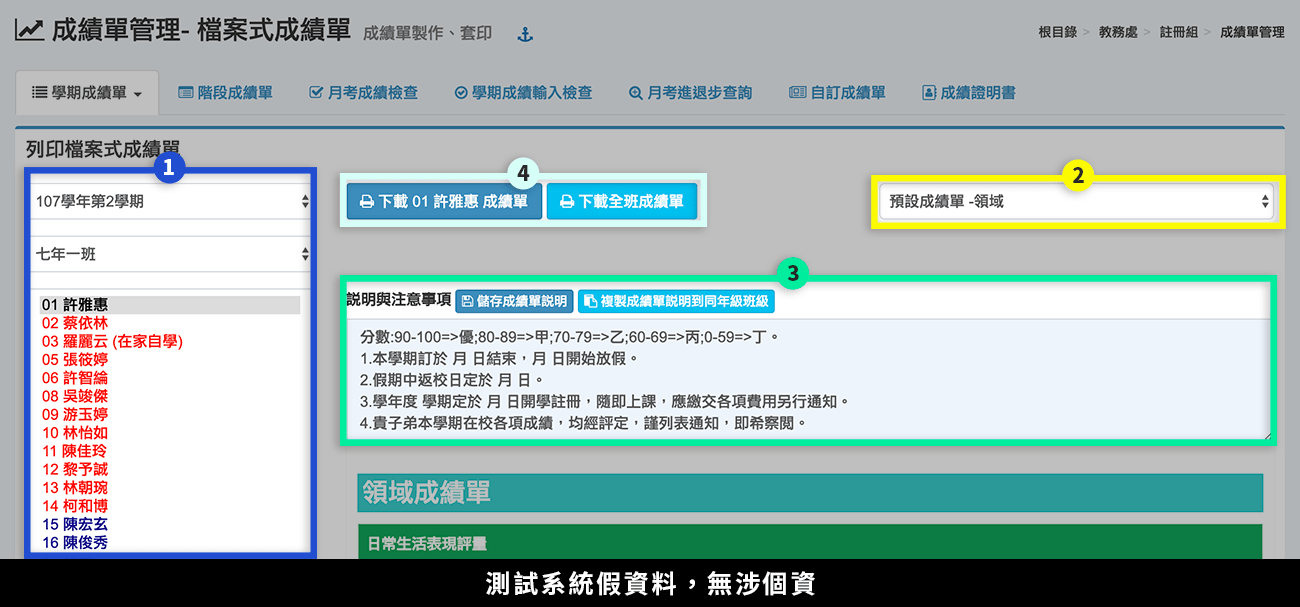 成績單管理- 檔案式成績單 成績單製作、套印
根目錄 > 教務處 > 註冊組 > 成績單管理
學期成績單 階段成績單 月考成績檢查 學期成績輸入檢查 月考進退步查詢 自訂成績單 成績證明書
列印檔案式成績單
1
107學年第2學期
七年一班
01 許雅惠
02 蔡依林
03 羅麗云 (在家自學)
05 張筱婷
06 許智綸
08 吳竣傑
09 游玉婷
10 林怡如
11 陳佳玲
12 黎予誠
13 林朝琬
14 柯和博
15 陳宏玄
16 陳俊秀
4
下載 01 許雅惠 成績單 下載全班成績單
2
預設成績單 -領域
3
說明與注意事項 儲存成績單說明 複製成績單說明到同年級班級
分數:90-100=>優;80-89=>甲;70-79=>乙;60-69=>丙;0-59=>丁。
1.本學期訂於 月 日結束，月 日開始放假。
2.假期中返校日定於 月 日。
3.學年度 學期定於 月 日開學註冊，隨即上課，應繳交各項費用另行通知。
4.貴子弟本學期在校各項成績，均經評定，謹列表通知，即希察閱。
領域成績單
日常生活表現評量
測試系統假資料，無涉個資